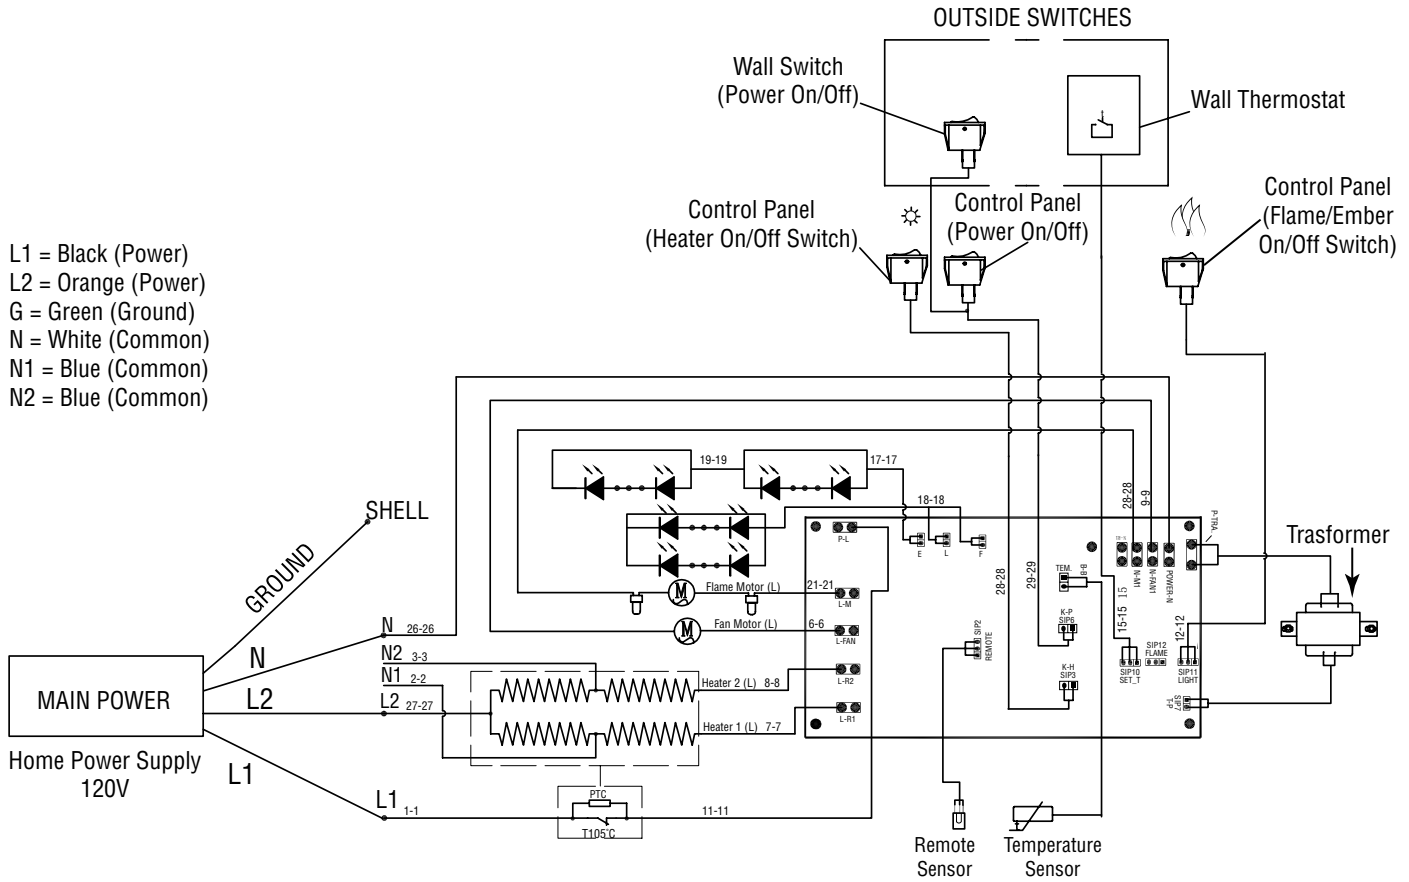 OUTSIDE SWITCHES
Wall Switch
(Power On/Off)
Wall Thermostat
Control Panel
(Heater On/Off Switch)
Control Panel
(Power On/Off)
Control Panel
(Flame/Ember
On/Off Switch)
L1 = Black (Power)
L2 = Orange (Power)
G = Green (Ground)
N = White (Common)
N1 = Blue (Common)
N2 = Blue (Common)
19-19
17-17
18-18
SHELL
GROUND
P-L
E
L
F
28-28
29-29
28-28
9-9
P-TRA.
Trasformer
N-M1
N-FAN1
POWER-N
TEM.
B-B
15-15
15
12-12
Flame Motor (L)
21-21
L-M
M
Fan Motor (L)
6-6
L-FAN
M
SIP2
REMOTE
K-P
SIP6
SIP12
FLAME
SIP10
SET_T
SIP11
LIGHT
K-H
SIP3
SIP7
T-P
N
26-26
N
N2
3-3
N1
2-2
L2
27-27
L2
Heater 2 (L)
8-8
L-R2
Heater 1 (L)
7-7
L-R1
MAIN POWER
Home Power Supply
120V
L1
L1
1-1
PTC
T105°C
11-11
Remote
Sensor
Temperature
Sensor